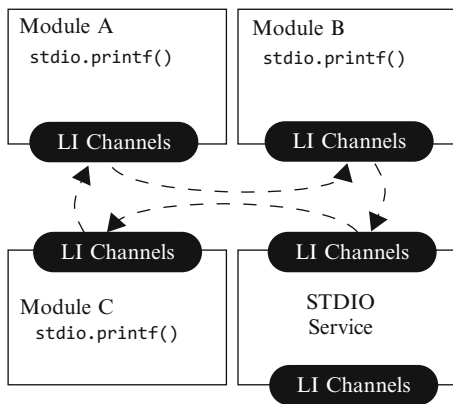 Module A
stdio.printf()
LI Channels
Module B
stdio.printf()
LI Channels
LI Channels
Module C
stdio.printf()
LI Channels
STDIO
Service
LI Channels